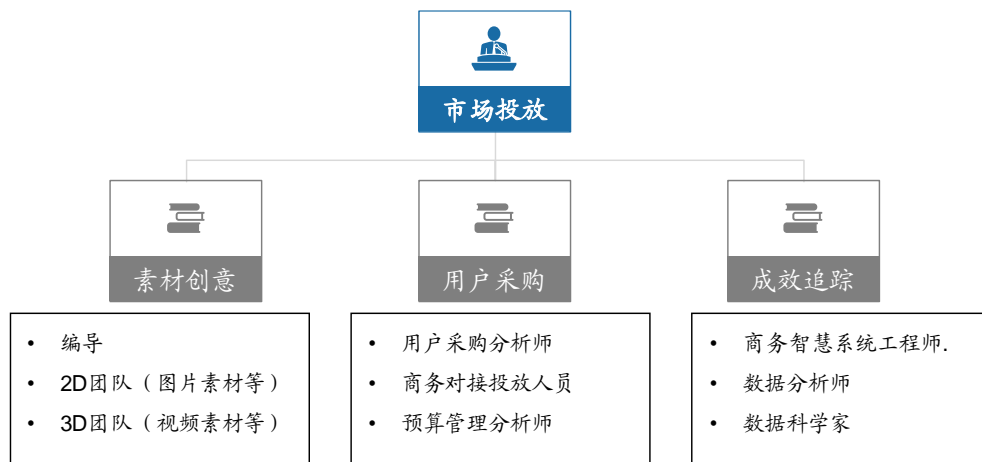 市场投放
素材创意
用户采购
成效追踪
• 编导
• 2D团队（图片素材等）
• 3D团队（视频素材等）
• 用户采购分析师
• 商务对接投放人员
• 预算管理分析师
• 商务智慧系统工程师.
• 数据分析师
• 数据科学家